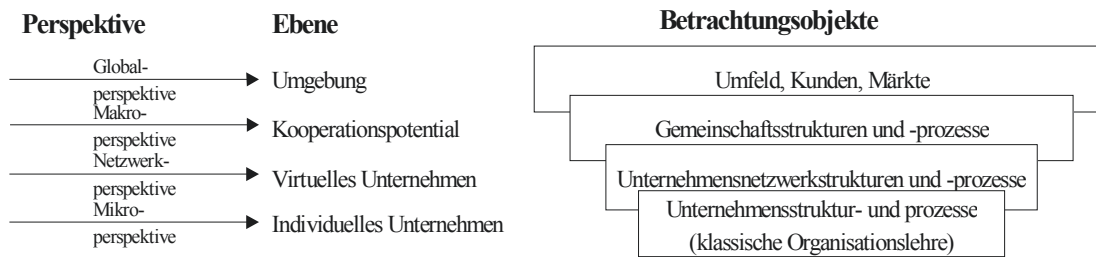 Perspektive Ebene Betrachtungsobjekte
Global-
perspektive
Umgebung
Umfeld, Kunden, Märkte
Makro-
perspektive
Kooperationspotential
Gemeinschaftsstrukturen und -prozesse
Netzwerk-
perspektive
Virtuelles Unternehmen
Unternehmensnetzwerkstrukturen und -prozesse
Mikro-
perspektive
Individuelles Unternehmen
Unternehmensstruktur- und prozesse
(klassische Organisationslehre)